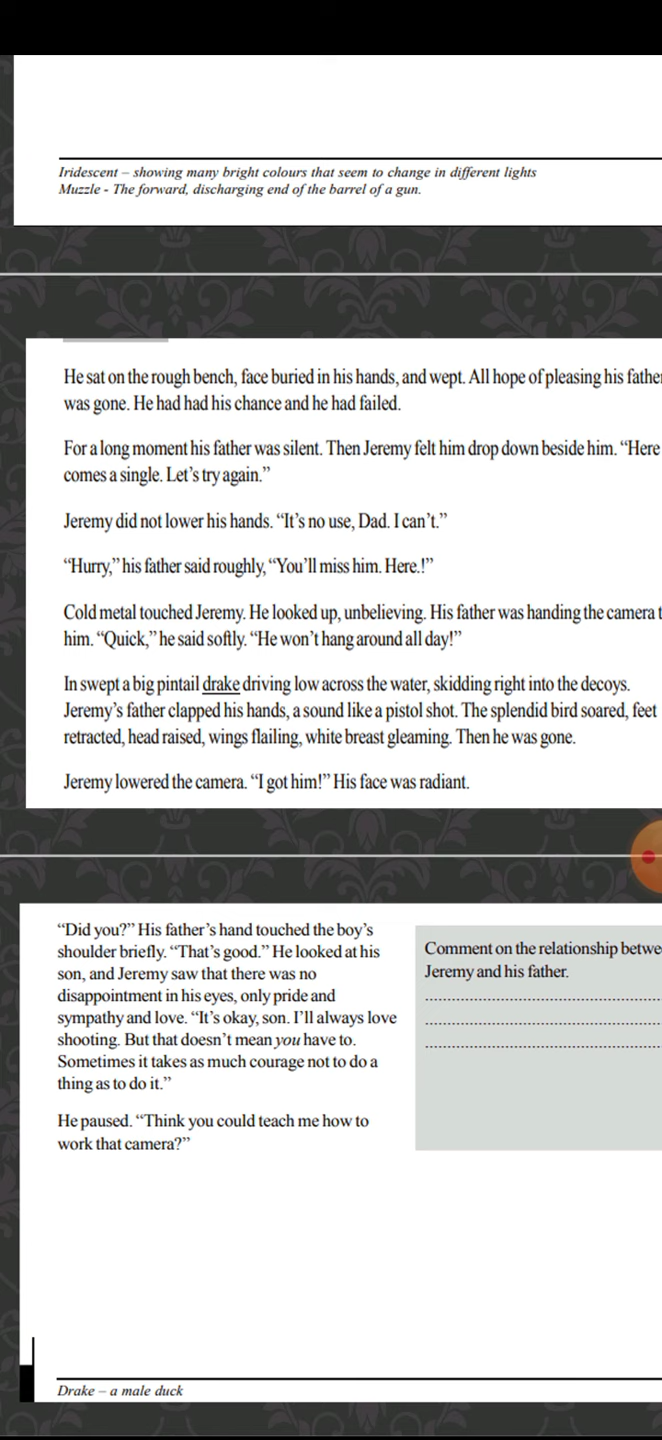 Iridescent – showing many bright colours that seem to change in different lights
Muzzle - The forward, discharging end of the barrel of a gun.
He sat on the rough bench, face buried in his hands, and wept. All hope of pleasing his
was gone. He had had his chance and he had failed.
For a long moment his father was silent. Then Jeremy felt him drop down beside him. “Here
comes a single. Let’s try again.”
Jeremy did not lower his hands. “It’s no use, Dad. I can’t.”
“Hurry,” his father said roughly, “You’ll miss him. Here.!”
Cold metal touched Jeremy. He looked up, unbelieving. His father was handing the camera
him. “Quick,” he said softly. “He won’t hang around all day!”
In swept a big pintail drake driving low across the water, skidding right into the decoys.
Jeremy’s father clapped his hands, a sound like a pistol shot. The splendid bird soared, feet
retracted, head raised, wings flailing, white breast gleaming. Then he was gone.
Jeremy lowered the camera. “I got him!” His face was radiant.
“Did you?” His father’s hand touched the boy’s
shoulder briefly. “That’s good.” He looked at his
son, and Jeremy saw that there was no
disappointment in his eyes, only pride and
sympathy and love. “It’s okay, son. I’ll always love
shooting. But that doesn’t mean you have to.
Sometimes it takes as much courage not to do a
thing as to do it.”
He paused. “Think you could teach me how to
work that camera?”
Comment on the relationship
Jeremy and his father.
Drake – a male duck